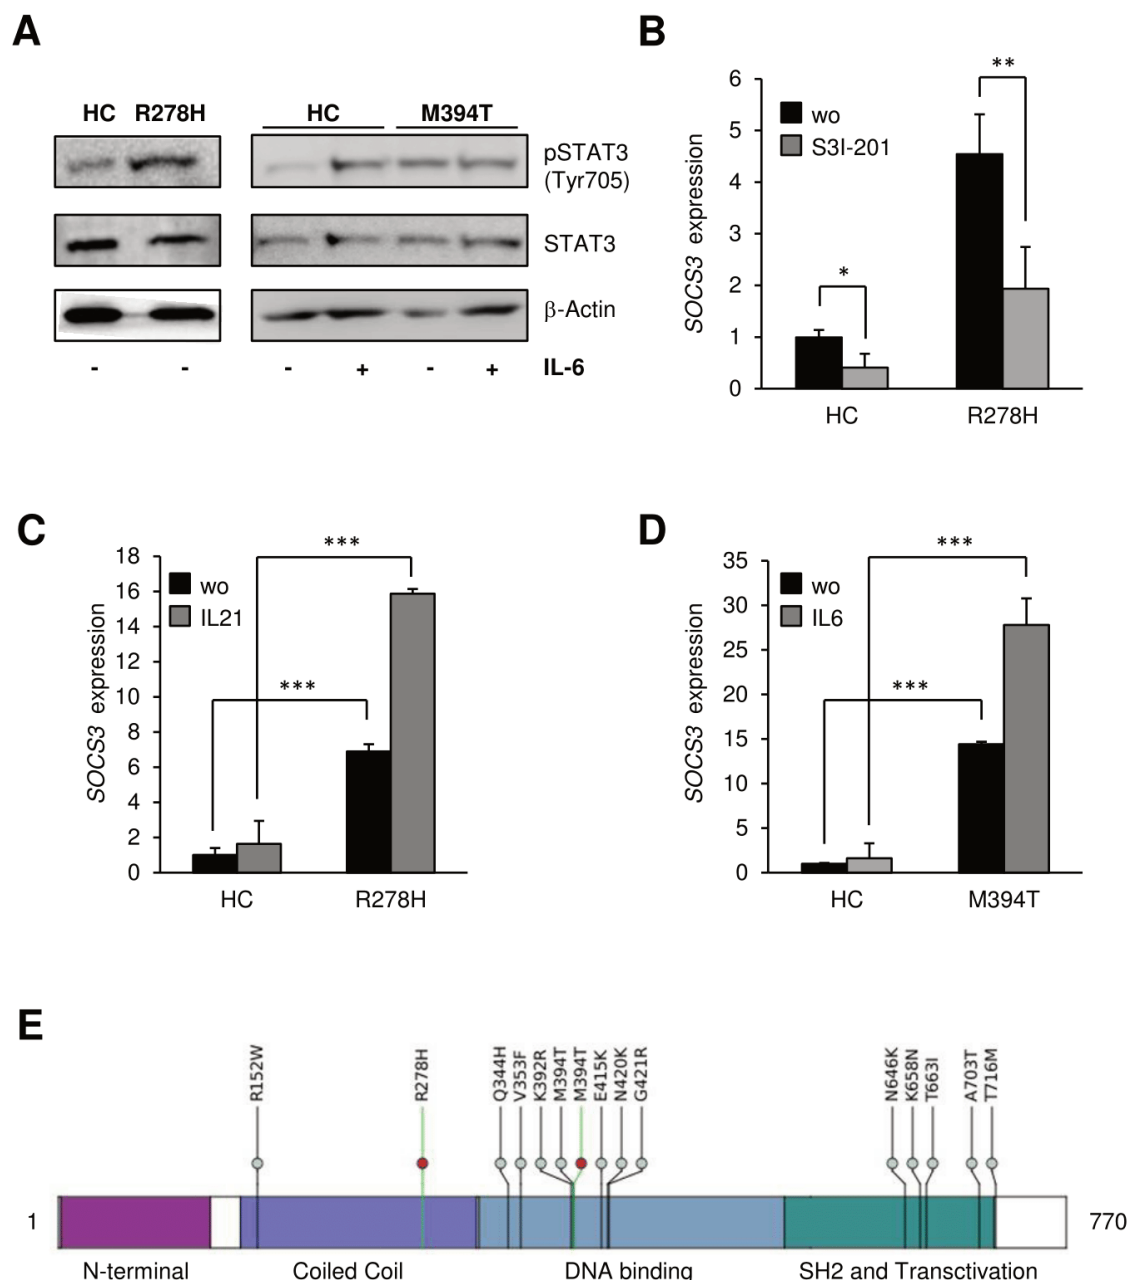 A
HC R278H HC M394T
pSTAT3
(Tyr705)
STAT3
β-Actin
- - - + - + IL-6
B
SOCS3 expression
6
5
4
3
2
1
0
wo
S3I-201
*
**
HC R278H
C
SOCS3 expression
18
16
14
12
10
8
6
4
2
0
wo
IL21
***
***
HC R278H
D
SOCS3 expression
35
30
25
20
15
10
5
0
wo
IL6
***
***
HC M394T
E
R152W
R278H
Q344H
V353F
K392R
M394T
M394T
E415K
N420K
G421R
N646K
K658N
T663I
A703T
T716M
1 770
N-terminal Coiled Coil DNA binding SH2 and Transctivation